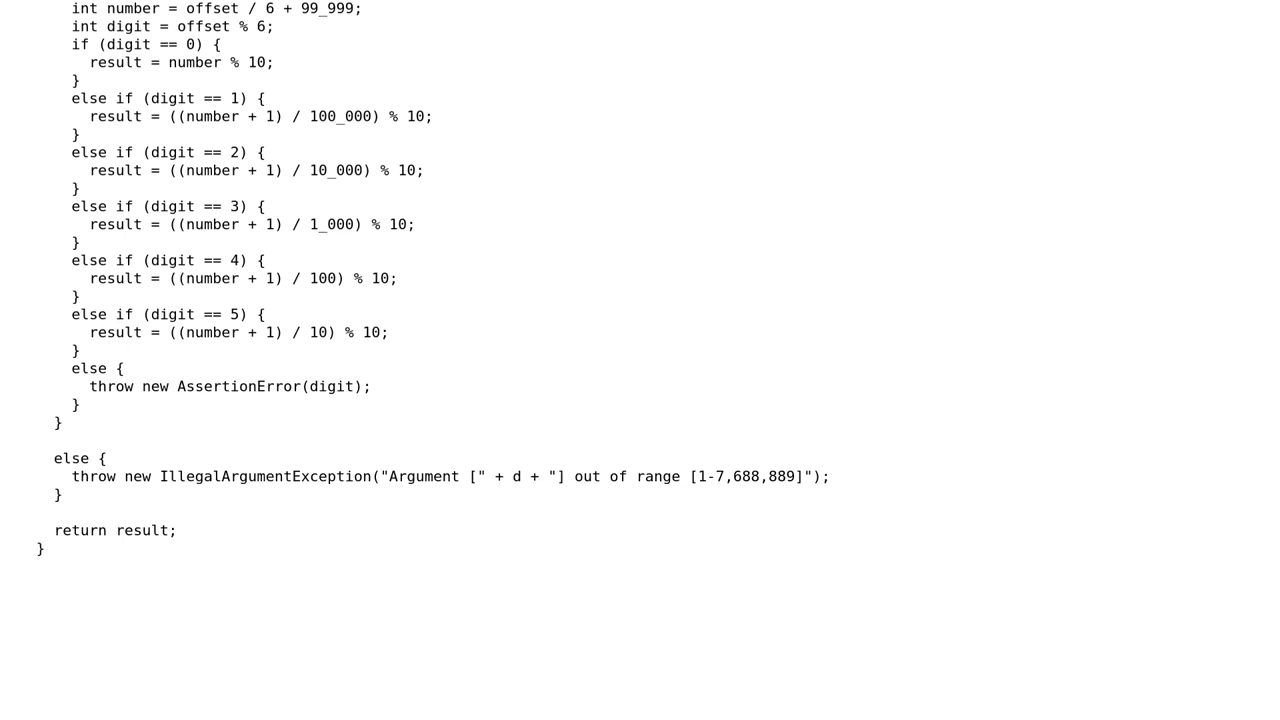 int number = offset / 6 + 99_999;
int digit = offset % 6;
if (digit == 0) {
result = number % 10;
}
else if (digit == 1) {
result = ((number + 1) / 100_000) % 10;
}
else if (digit == 2) {
result = ((number + 1) / 10_000) % 10;
}
else if (digit == 3) {
result = ((number + 1) / 1_000) % 10;
}
else if (digit == 4) {
result = ((number + 1) / 100) % 10;
}
else if (digit == 5) {
result = ((number + 1) / 10) % 10;
}
else {
throw new AssertionError(digit);
}
}
else {
throw new IllegalArgumentException("Argument [" + d + "] out of range [1-7,688,889]");
}
return result;
}